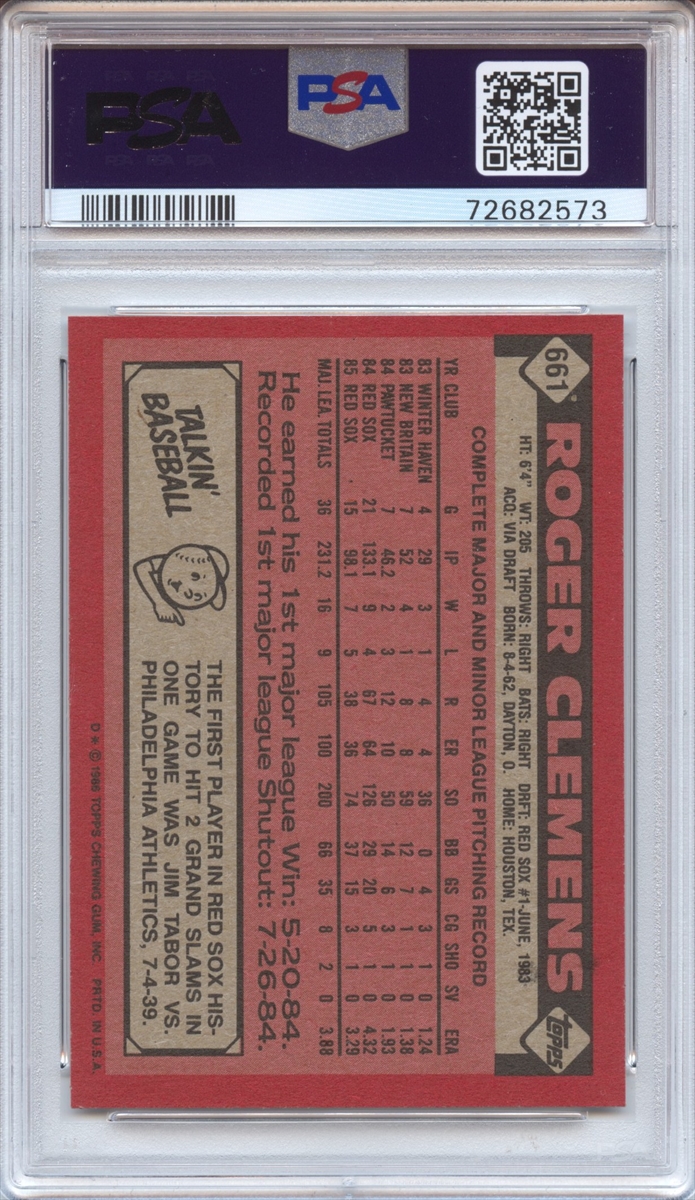 PSA
PSA
72682573
661
ROGER CLEMENS
Topps
HT: 6'4" WT: 205 THROWS: RIGHT BATS: RIGHT DRFT: RED SOX #1-JUNE, 1983
ACQ: VIA DRAFT BORN: 8-4-62, DAYTON, O. HOME: HOUSTON, TEX.
COMPLETE MAJOR AND MINOR LEAGUE PITCHING RECORD
YR CLUB G IP W L R ER SO BB GS CG SHO SV ERA
83 WINTER HAVEN 4 29 3 1 4 4 36 0 4 3 1 0 1.24
83 NEW BRITAIN 7 52 4 1 8 8 59 12 7 1 1 0 1.38
84 PAWTUCKET 7 46.2 2 3 12 10 50 14 6 3 1 0 1.93
84 RED SOX 21 133.1 9 4 67 64 126 29 20 5 1 0 4.32
85 RED SOX 15 98.1 7 5 38 36 74 37 15 3 1 0 3.29
MAJ. LEA. TOTALS 36 231.2 16 9 105 100 200 66 35 8 2 0 3.88
He earned his 1st major league Win: 5-20-84.
Recorded 1st major league Shutout: 7-26-84.
TALKIN'
BASEBALL
THE FIRST PLAYER IN RED SOX HIS-
TORY TO HIT 2 GRAND SLAMS IN
ONE GAME WAS JIM TABOR VS.
PHILADELPHIA ATHLETICS, 7-4-39.
D * © 1986 TOPPS CHEWING GUM, INC. PRTD. IN U.S.A.